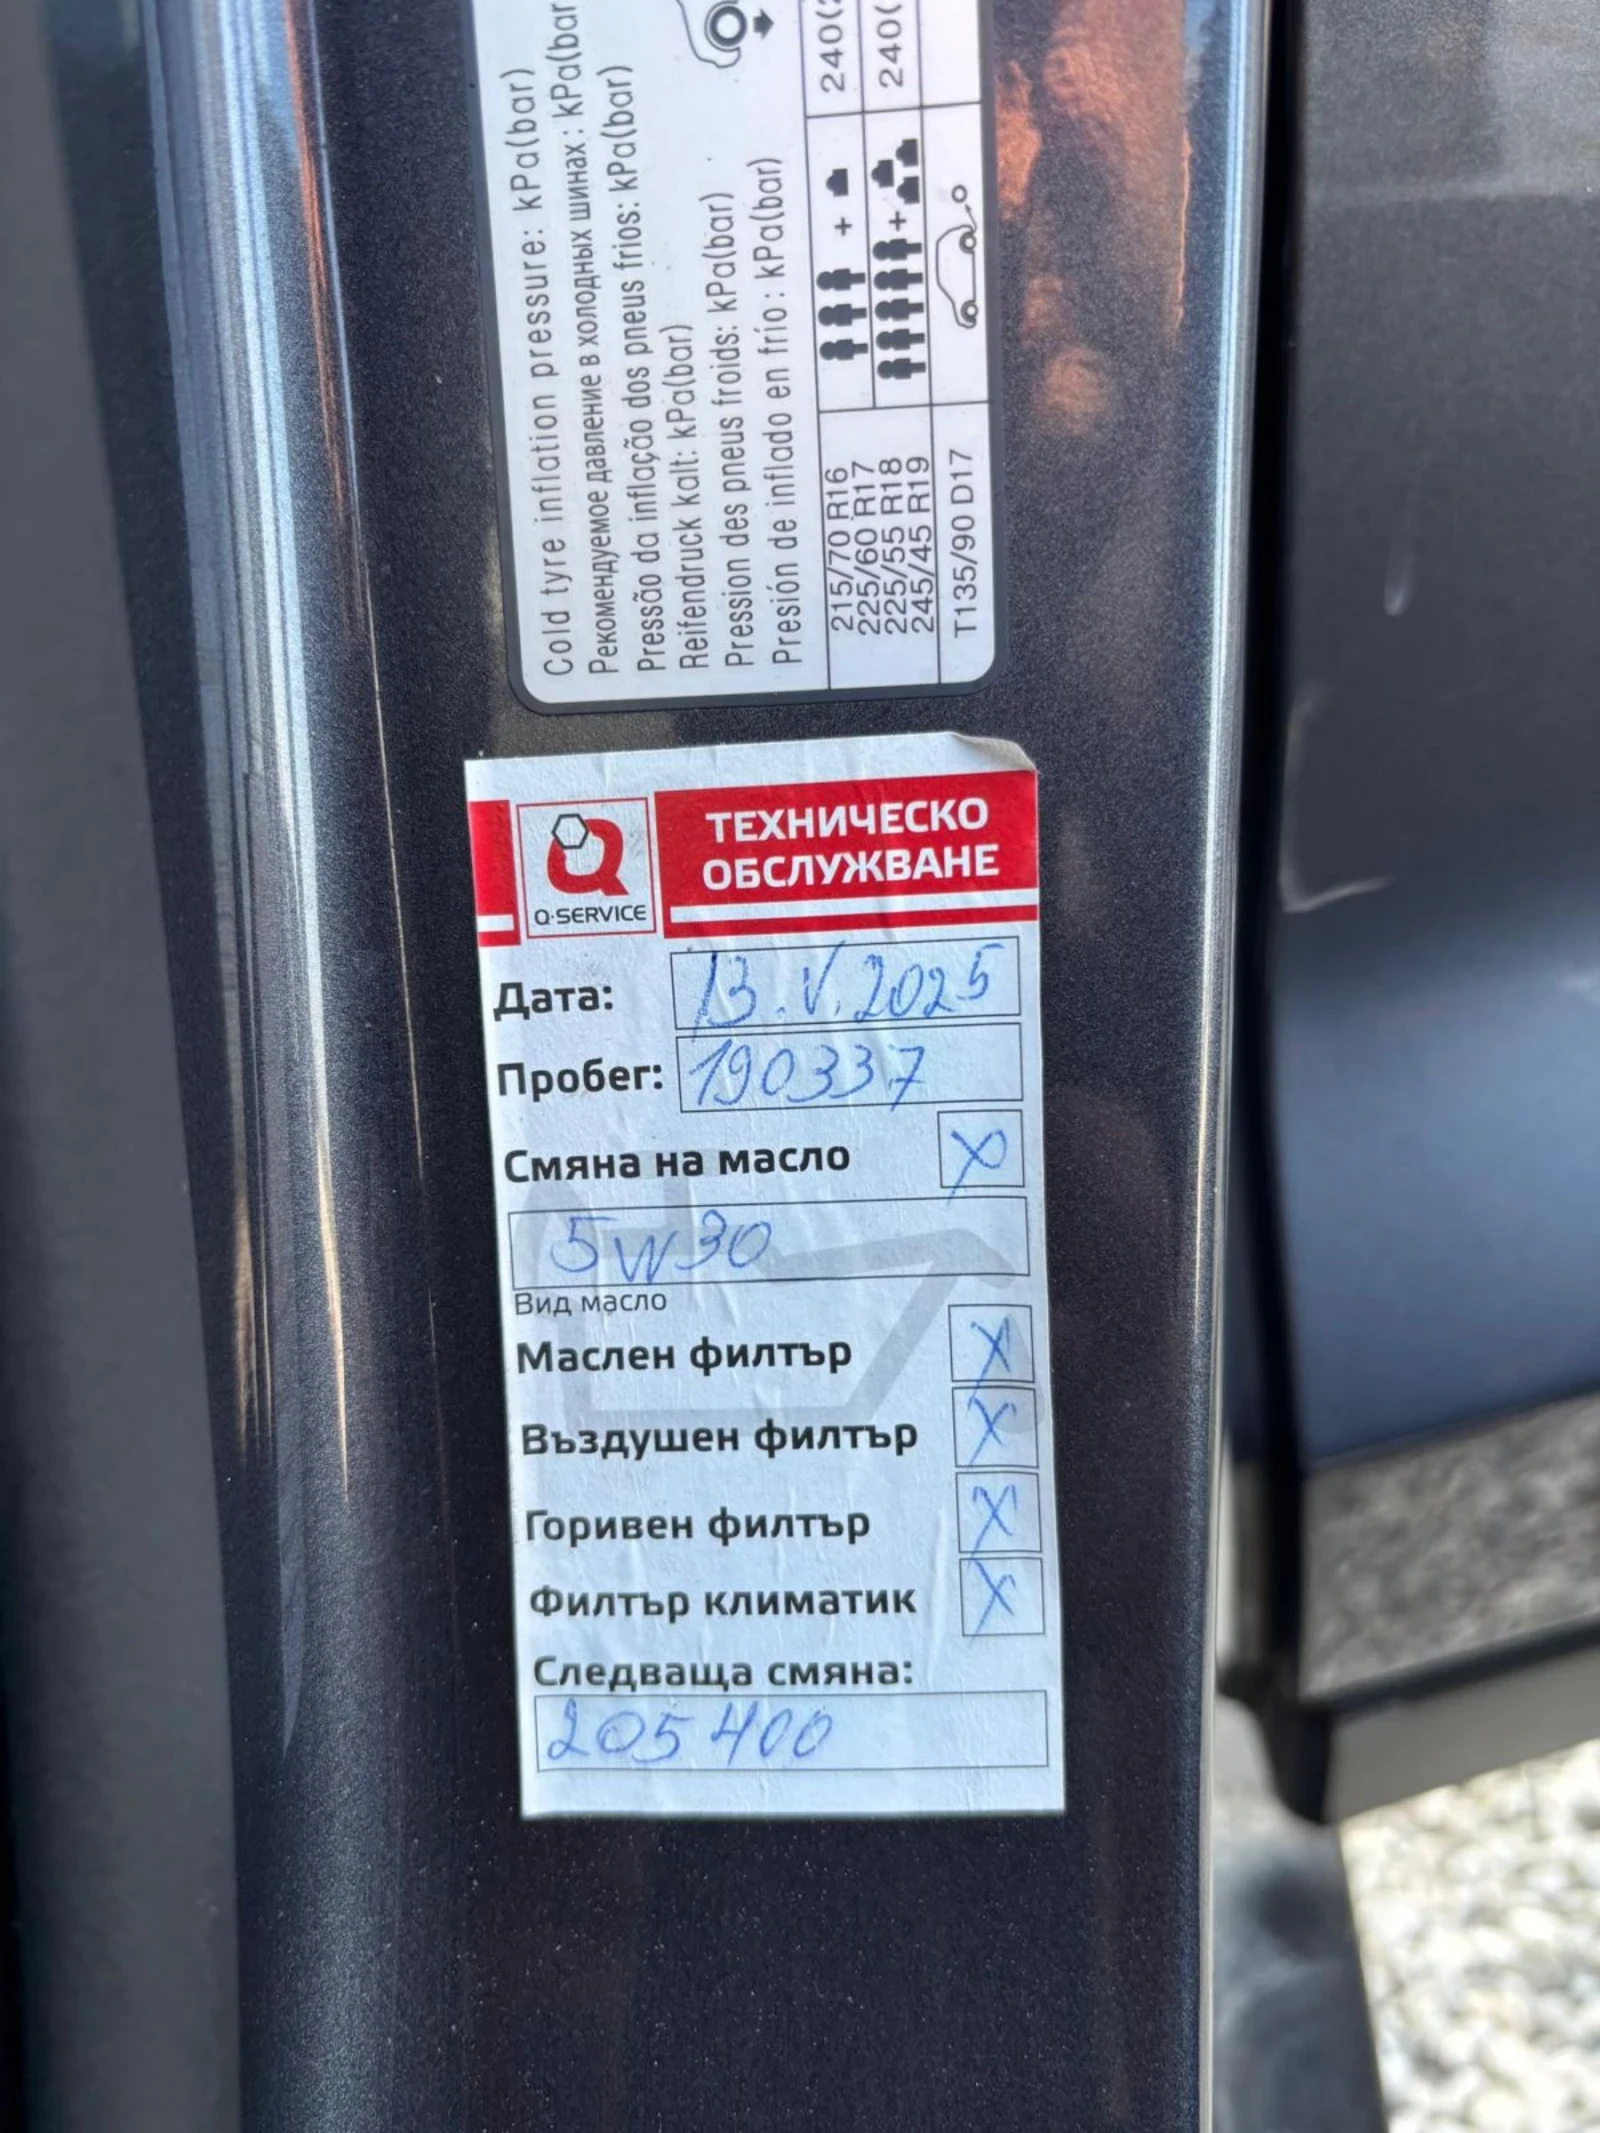 Cold tyre inflation pressure: kPa(bar)
Рекомендуемое давление в холодных шинах: kPa(bar
Pressão da inflação dos pneus frios: kPa(bar)
Reifendruck kalt: kPa(bar)
Pression des pneus froids: kPa(bar)
Presión de inflado en frío: kPa(bar)
215/70 R16
225/60 R17
225/55 R18
245/45 R19
T135/90 D17
240(
240(
Q·SERVICE
ТЕХНИЧЕСКО
ОБСЛУЖВАНЕ
Дата: 13.V.2025
Пробег: 190337
Смяна на масло X
5W30
Вид масло
Маслен филтър X
Въздушен филтър X
Горивен филтър X
Филтър климатик X
Следваща смяна:
205400